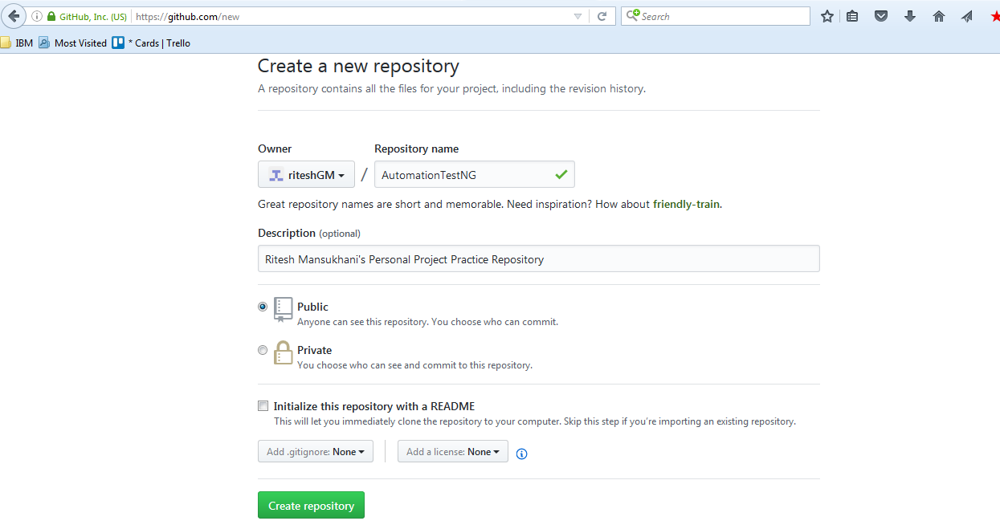 GitHub, Inc. (US) https://github.com/new Search
IBM Most Visited * Cards | Trello
Create a new repository
A repository contains all the files for your project, including the revision history.
Owner Repository name
riteshGM / AutomationTestNG
Great repository names are short and memorable. Need inspiration? How about friendly-train.
Description (optional)
Ritesh Mansukhani's Personal Project Practice Repository
Public
Anyone can see this repository. You choose who can commit.
Private
You choose who can see and commit to this repository.
Initialize this repository with a README
This will let you immediately clone the repository to your computer. Skip this step if you're importing an existing repository.
Add .gitignore: None Add a license: None
Create repository